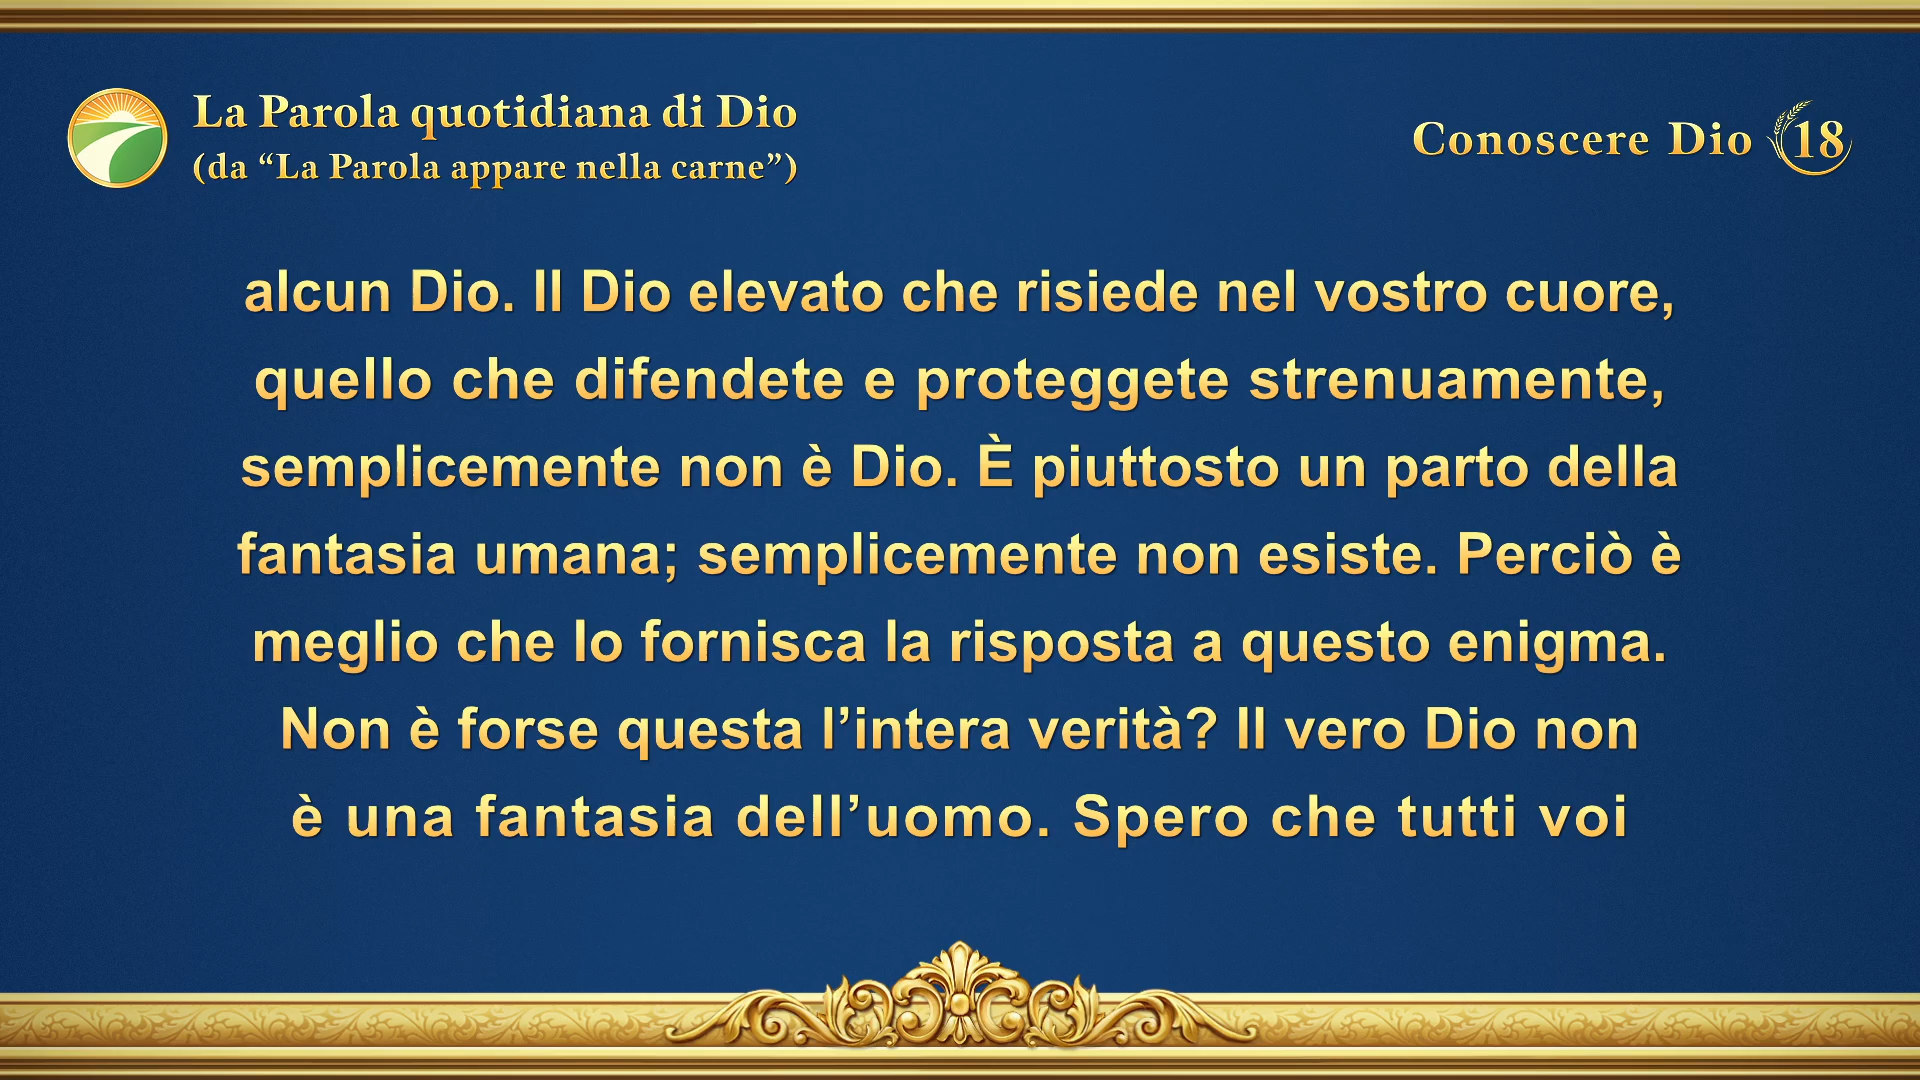 La Parola quotidiana di Dio
(da “La Parola appare nella carne”)
Conoscere Dio 18
alcun Dio. Il Dio elevato che risiede nel vostro cuore,
quello che difendete e proteggete strenuamente,
semplicemente non è Dio. È piuttosto un parto della
fantasia umana; semplicemente non esiste. Perciò è
meglio che Io fornisca la risposta a questo enigma.
Non è forse questa l’intera verità? Il vero Dio non
è una fantasia dell’uomo. Spero che tutti voi